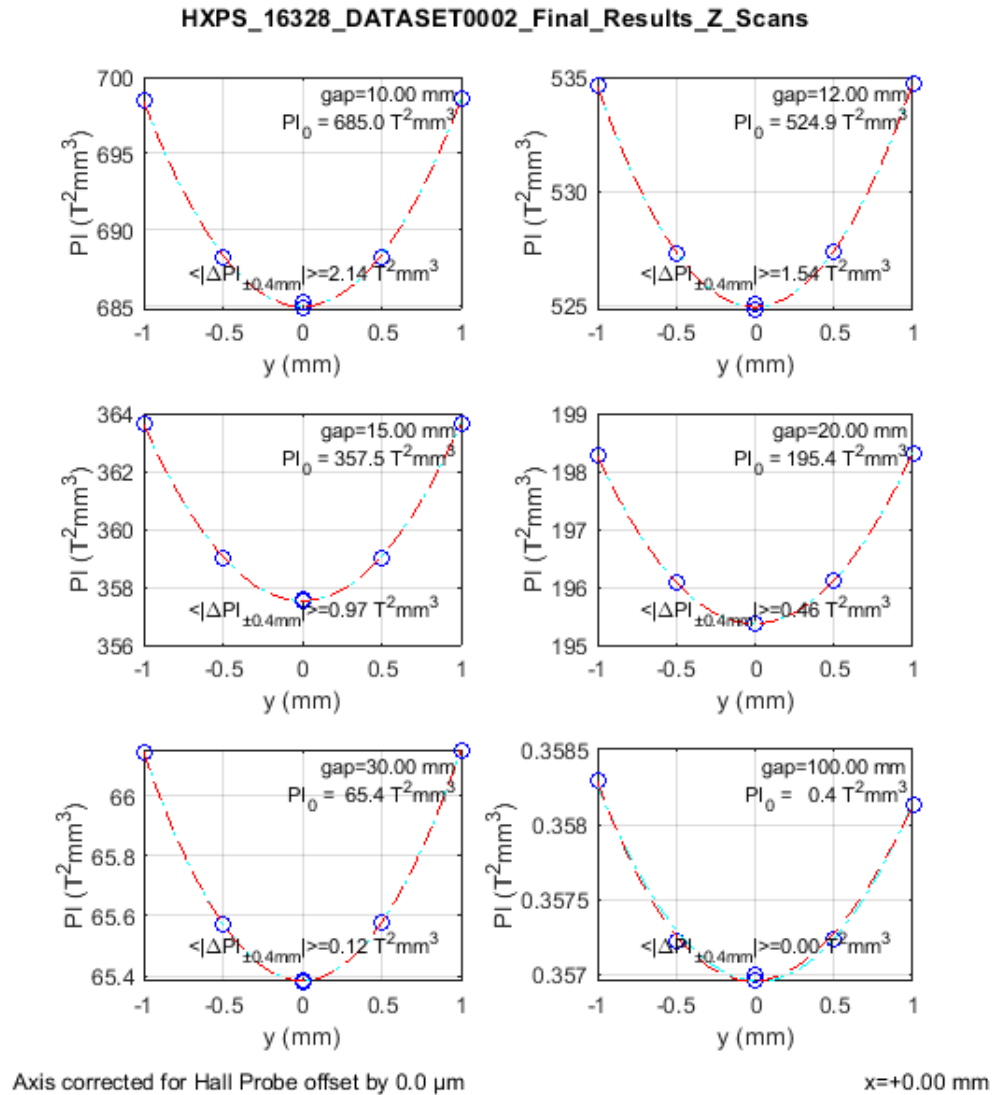 HXPS_16328_DATASET0002_Final_Results_Z_Scans
700
695
690
685
PI (T²mm³)
gap=10.00 mm
PI₀ = 685.0 T²mm³
<|ΔPI±0.4mm|>=2.14 T²mm³
-1 -0.5 0 0.5 1
y (mm)
535
530
525
PI (T²mm³)
gap=12.00 mm
PI₀ = 524.9 T²mm³
<|ΔPI±0.4mm|>=1.54 T²mm³
-1 -0.5 0 0.5 1
y (mm)
364
362
360
358
356
PI (T²mm³)
gap=15.00 mm
PI₀ = 357.5 T²mm³
<|ΔPI±0.4mm|>=0.97 T²mm³
-1 -0.5 0 0.5 1
y (mm)
199
198
197
196
195
PI (T²mm³)
gap=20.00 mm
PI₀ = 195.4 T²mm³
<|ΔPI±0.4mm|>=0.46 T²mm³
-1 -0.5 0 0.5 1
y (mm)
66
65.8
65.6
65.4
PI (T²mm³)
gap=30.00 mm
PI₀ = 65.4 T²mm³
<|ΔPI±0.4mm|>=0.12 T²mm³
-1 -0.5 0 0.5 1
y (mm)
0.3585
0.358
0.3575
0.357
PI (T²mm³)
gap=100.00 mm
PI₀ = 0.4 T²mm³
<|ΔPI±0.4mm|>=0.00 T²mm³
-1 -0.5 0 0.5 1
y (mm)
Axis corrected for Hall Probe offset by 0.0 µm
x=+0.00 mm